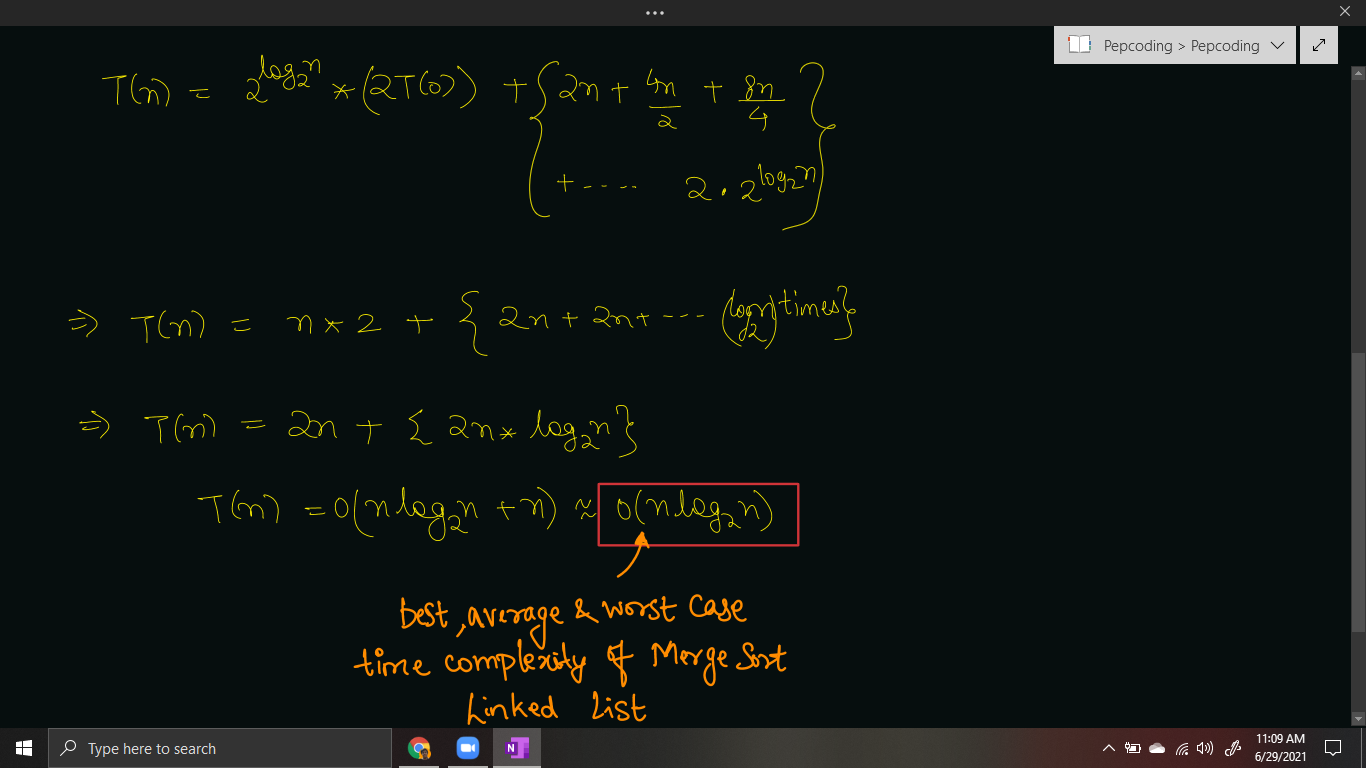 Pepcoding > Pepcoding
T(n) = 2^{log₂n} * (2T(0)) + { 2n + 4n/2 + 8n/4
+ ---- 2 . 2^{log₂n} }
⇒ T(n) = n * 2 + { 2n + 2n + --- (log₂n) times}
⇒ T(n) = 2n + { 2n * log₂n }
T(n) = O(n log₂n + n) ≈ O(n log₂n)
best, average & worst case
time complexity of Merge Sort
Linked List
Type here to search
11:09 AM
6/29/2021